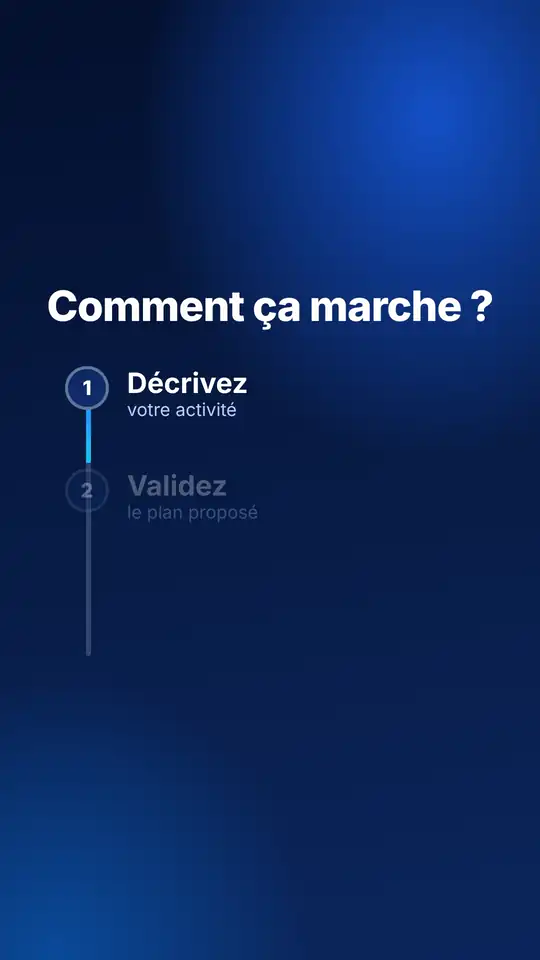 Comment ça marche ?
1
Décrivez
votre activité
2
Validez
le plan proposé